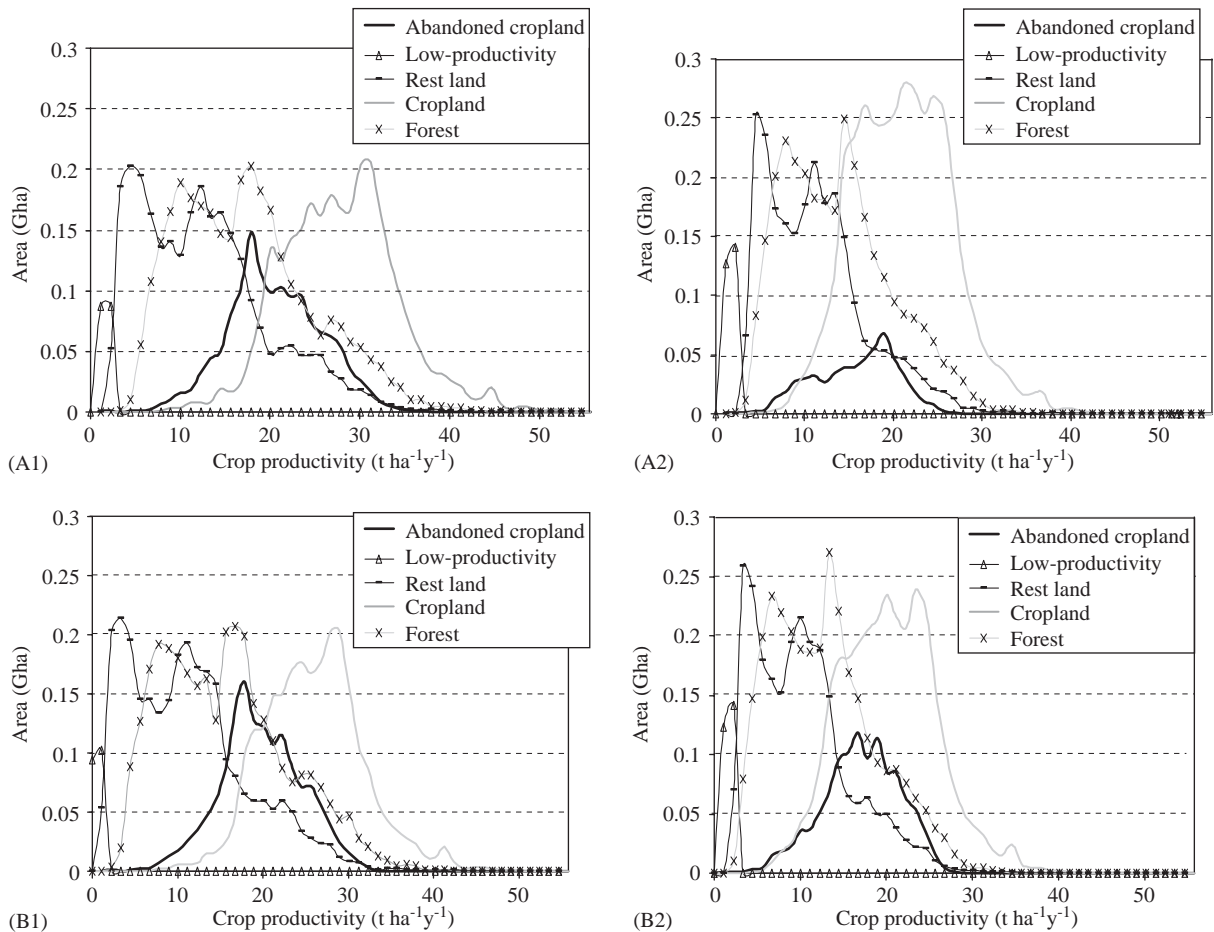 Abandoned cropland
Low-productivity
Rest land
Cropland
Forest
0.3
0.25
0.2
0.15
0.1
0.05
0
Area (Gha)
0 10 20 30 40 50
Crop productivity (t ha⁻¹y⁻¹)
(A1)
Abandoned cropland
Low-productivity
Rest land
Cropland
Forest
0.3
0.25
0.2
0.15
0.1
0.05
0
Area (Gha)
0 10 20 30 40 50
Crop productivity (t ha⁻¹y⁻¹)
(A2)
Abandoned cropland
Low-productivity
Rest land
Cropland
Forest
0.3
0.25
0.2
0.15
0.1
0.05
0
Area (Gha)
0 10 20 30 40 50
Crop productivity (t ha⁻¹y⁻¹)
(B1)
Abandoned cropland
Low-productivity
Rest land
Cropland
Forest
0.3
0.25
0.2
0.15
0.1
0.05
0
Area (Gha)
0 10 20 30 40 50
Crop productivity (t ha⁻¹y⁻¹)
(B2)